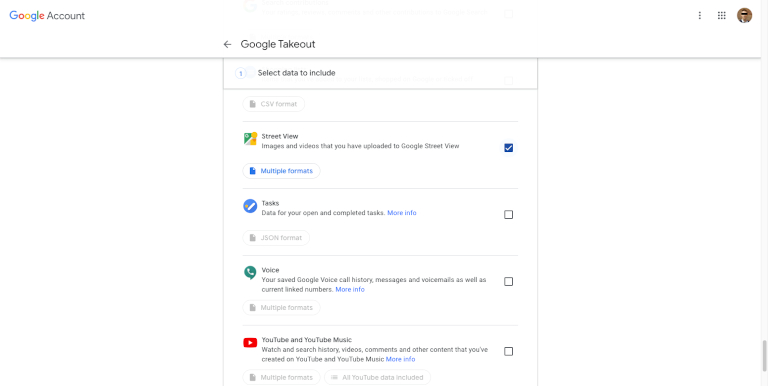 Google Account
Google Takeout
1
Select data to include
CSV format
Street View
Images and videos that you have uploaded to Google Street View
Multiple formats
Tasks
Data for your open and completed tasks. More info
JSON format
Voice
Your saved Google Voice call history, messages and voicemails as well as
current linked numbers. More info
Multiple formats
YouTube and YouTube Music
Watch and search history, videos, comments and other content that you've
created on YouTube and YouTube Music More info
Multiple formats
All YouTube data included